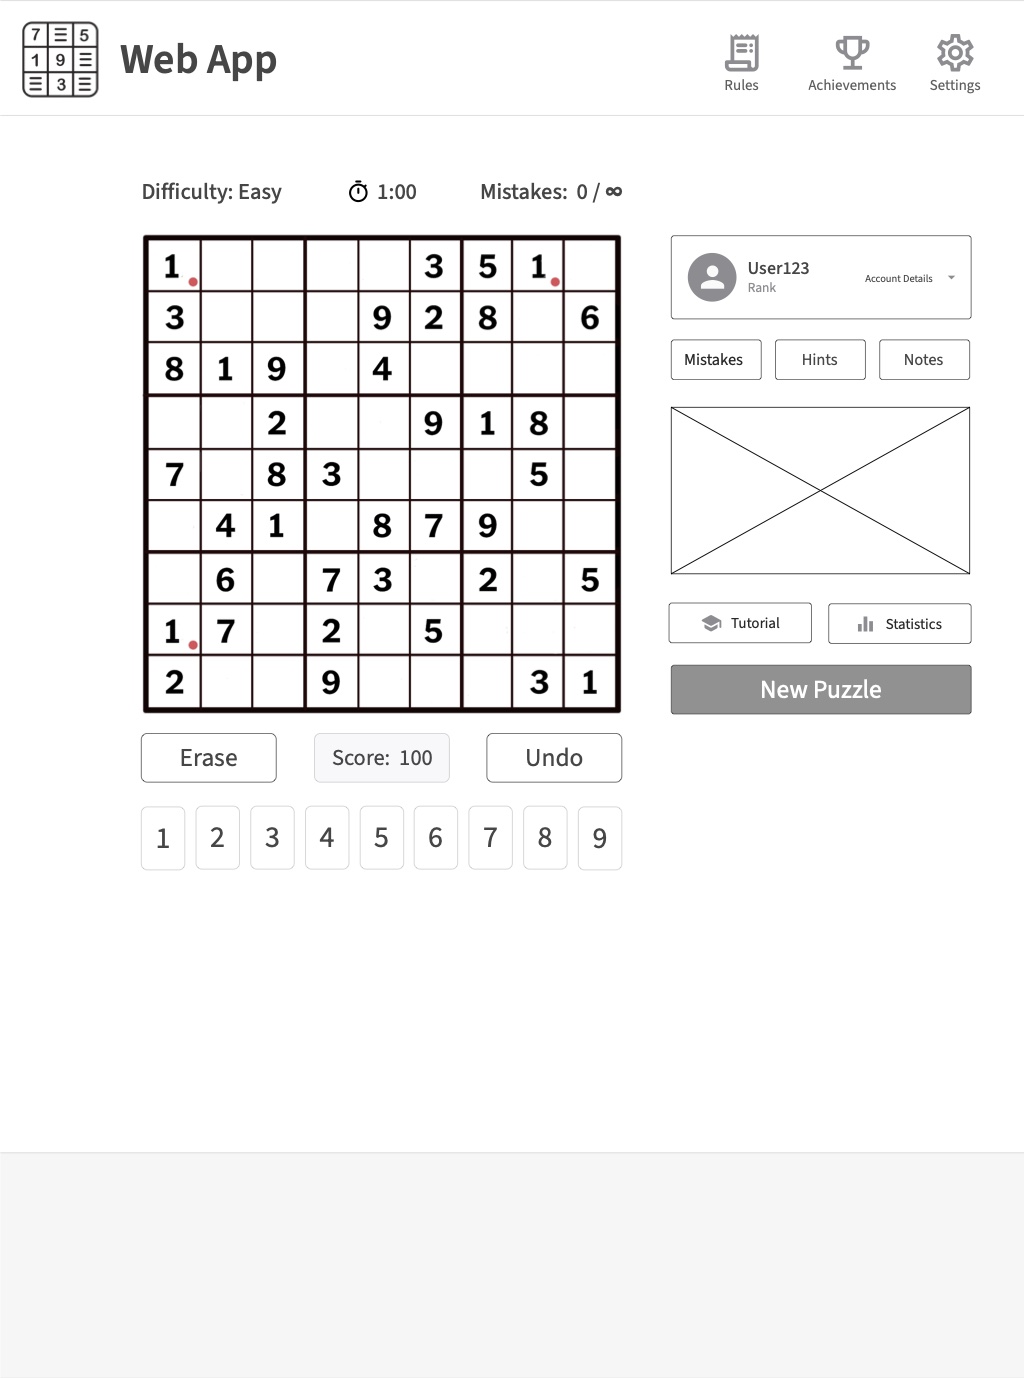 7 5
1 9
3
Web App
Rules Achievements Settings
Difficulty: Easy 1:00 Mistakes: 0 / ∞
1 3 5 1
3 9 2 8 6
8 1 9 4
2 9 1 8
7 8 3 5
4 1 8 7 9
6 7 3 2 5
1 7 2 5
2 9 3 1
User123
Rank
Account Details
Mistakes Hints Notes
Tutorial Statistics
New Puzzle
Erase Score: 100 Undo
1 2 3 4 5 6 7 8 9